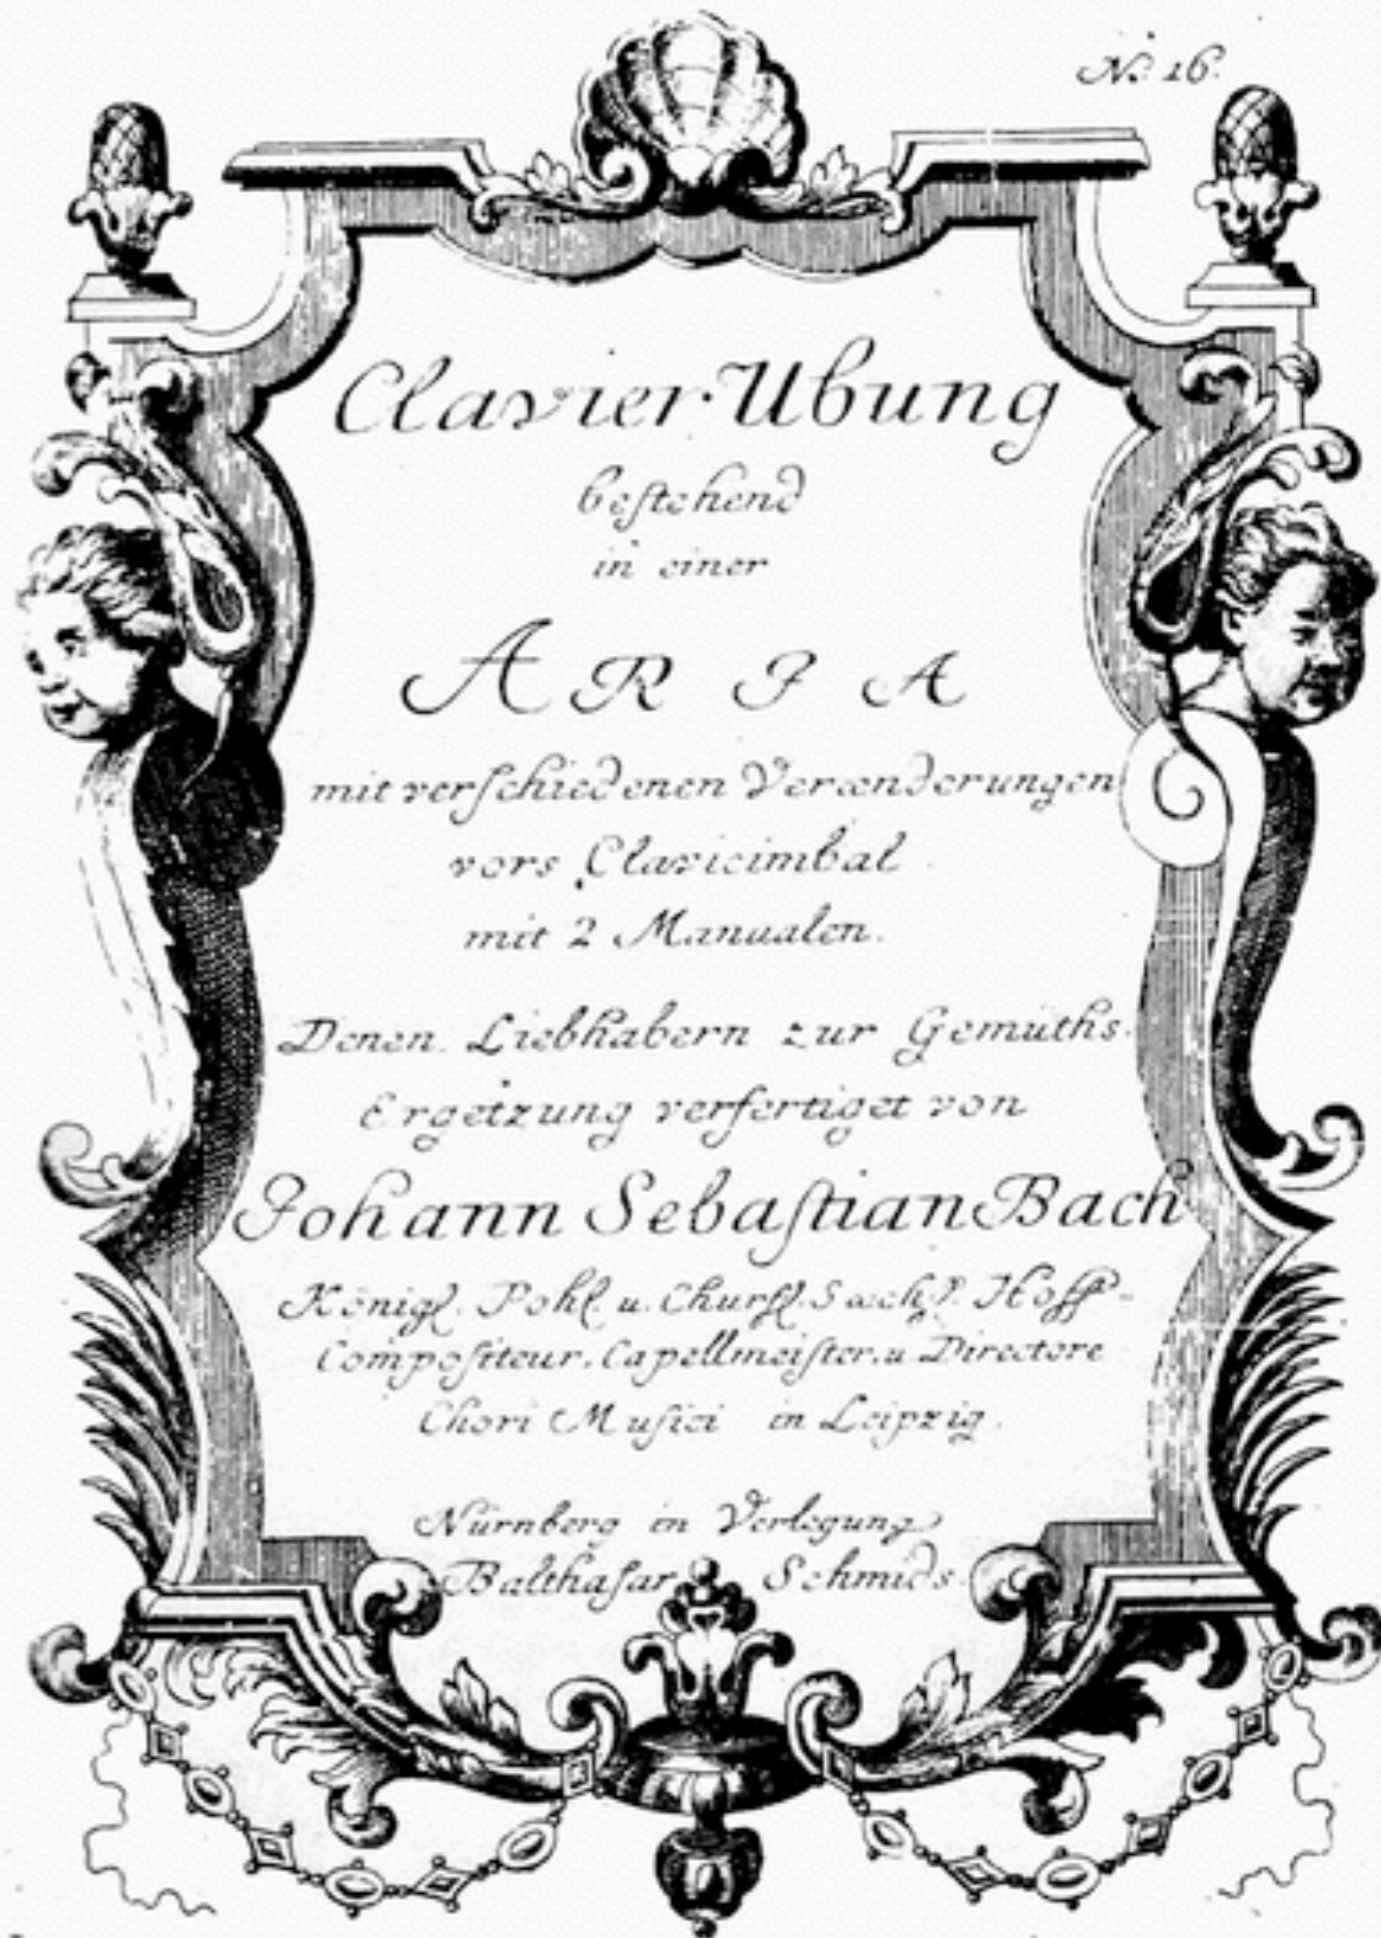 No. 16.
Clavier Ubung
bestehend
in einer
ARIA
mit verschiedenen Verænderungen
vors Clavicimbal
mit 2 Manualen.
Denen Liebhabern zur Gemüths-
Ergetzung verfertiget von
Johann Sebastian Bach
Königl. Pohl. u. Churfl. Sæchs. Hoff-
Compositeur, Capellmeister, u. Directore
Chori Musici in Leipzig.
Nürnberg in Verlegung
Balthasar Schmids.